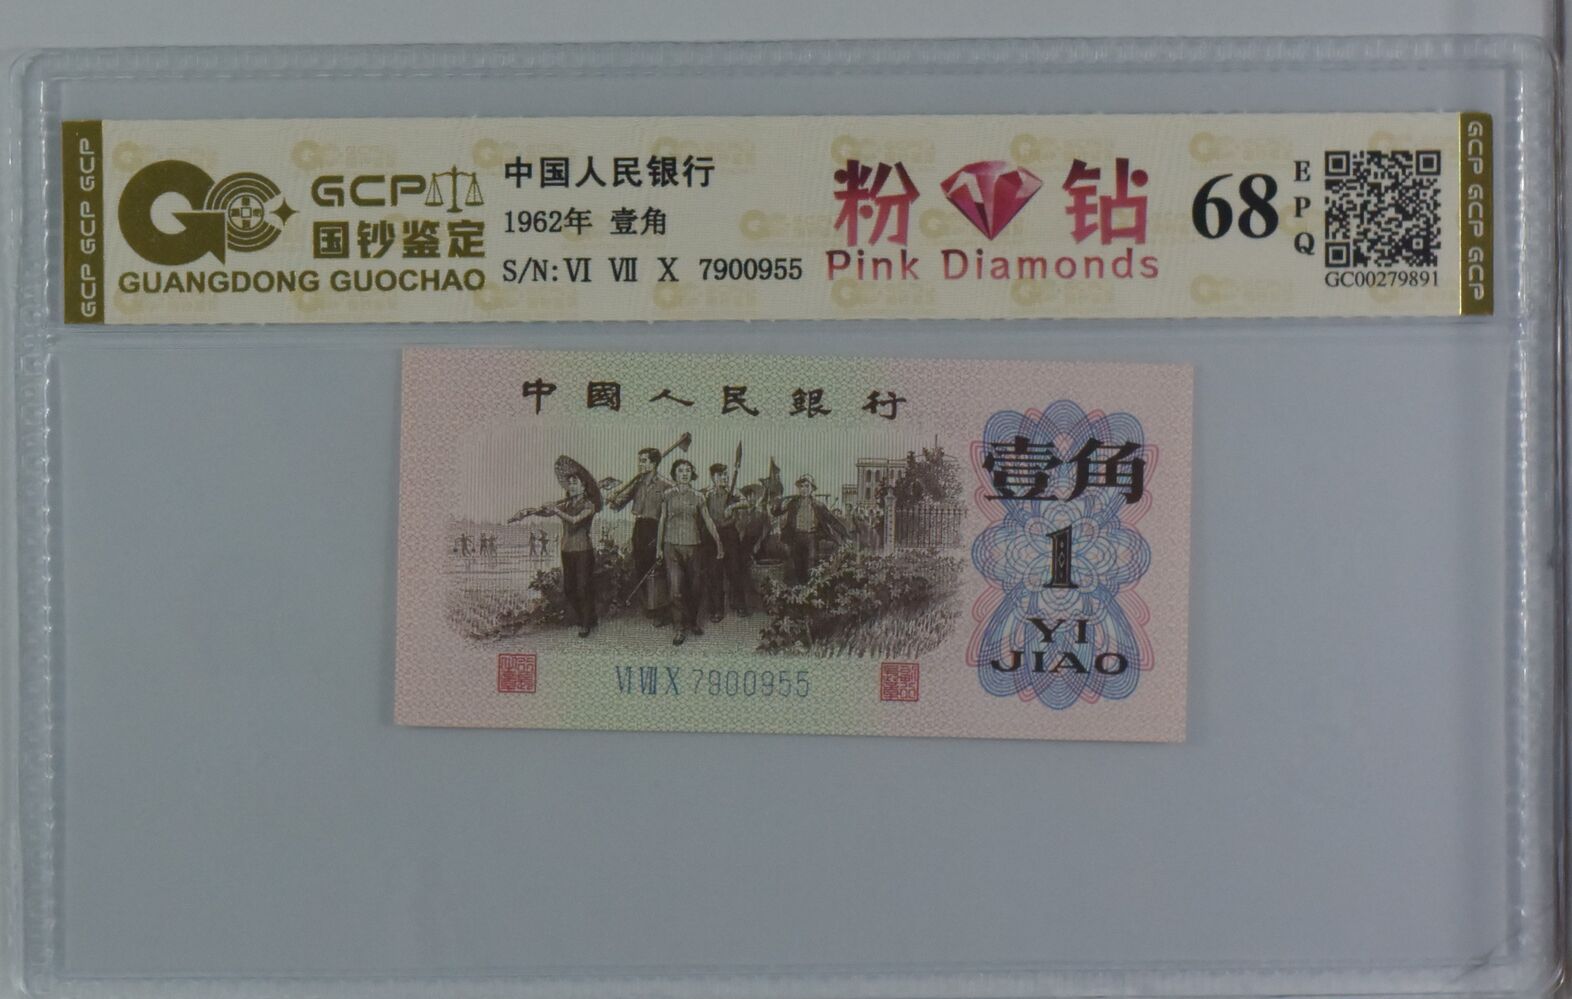 GCP GCP GCP
GCP
国钞鉴定
GUANGDONG GUOCHAO
中国人民银行
1962年 壹角
S/N: VI VII X 7900955
粉钻
Pink Diamonds
68
EPQ
GC00279891
GCP GCP GCP
中國人民銀行
壹角
1
YI
JIAO
VI VII X 7900955